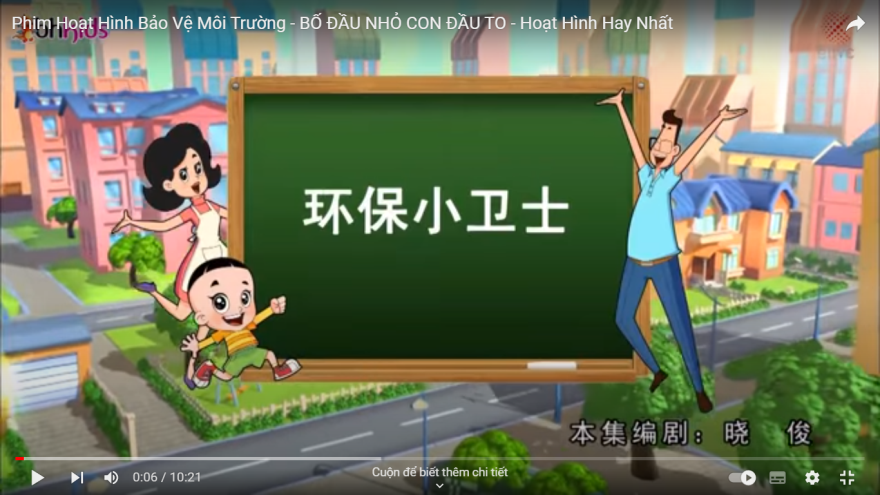 Phim Hoạt Hình Bảo Vệ Môi Trường - BỐ ĐẦU NHỎ CON ĐẦU TO - Hoạt Hình Hay Nhất
环保小卫士
本集编剧：晓 俊
0:06 / 10:21
Cuộn để biết thêm chi tiết